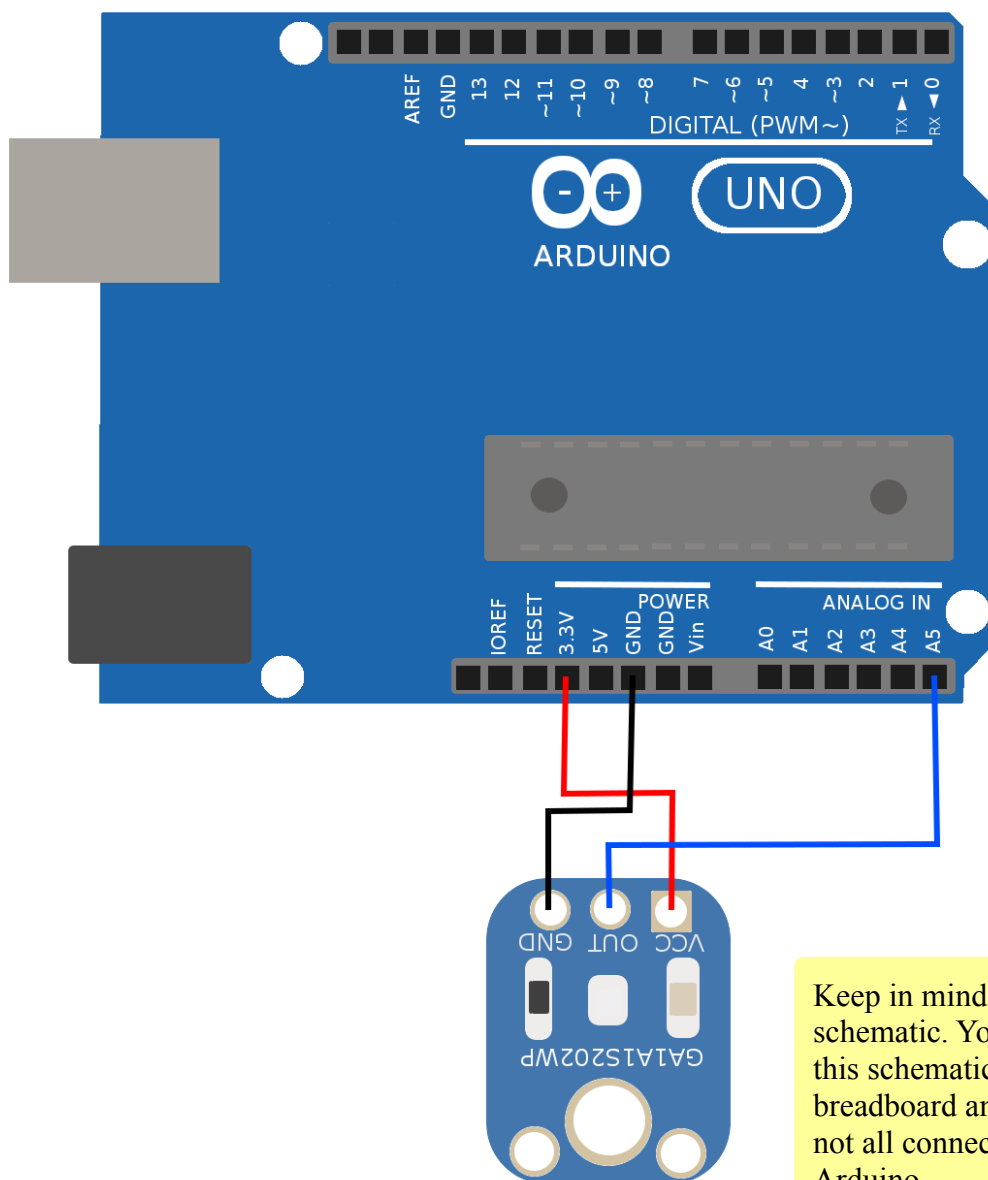 AREF
GND
13
12
~11
~10
~9
~8
7
~6
~5
4
~3
2
TX ► 1
RX ◄ 0
DIGITAL (PWM~)
- +
UNO
ARDUINO
POWER
ANALOG IN
IOREF
RESET
3.3V
5V
GND
GND
Vin
A0
A1
A2
A3
A4
A5
GND
OUT
VCC
GA1A1S202WP
Keep in mind
schematic. Yo
this schematic
breadboard an
not all connec
Arduino